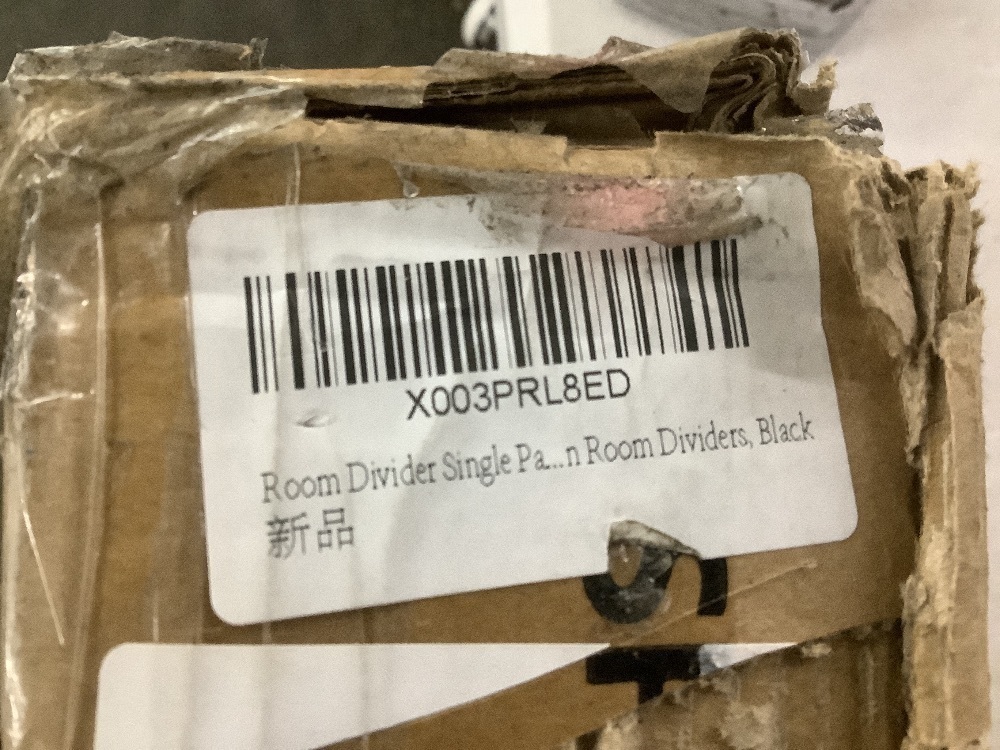 X003PRL8ED
Room Divider Single Pa...n Room Dividers, Black
新品